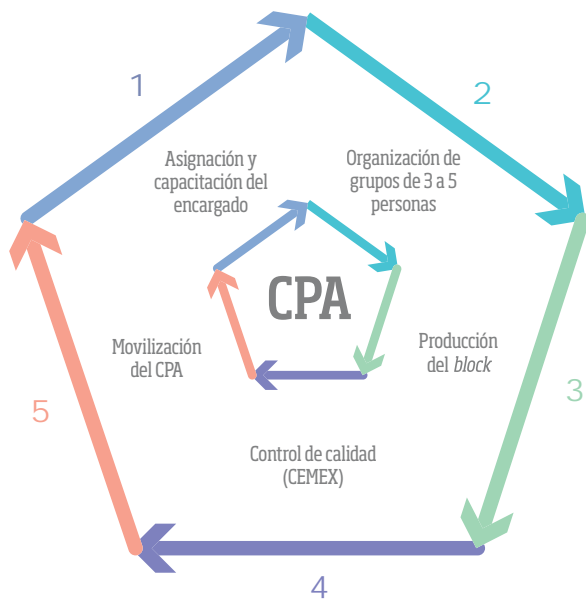 1
Asignación y
capacitación del
encargado
2
Organización de
grupos de 3 a 5
personas
CPA
3
Producción
del block
4
Control de calidad
(CEMEX)
5
Movilización
del CPA